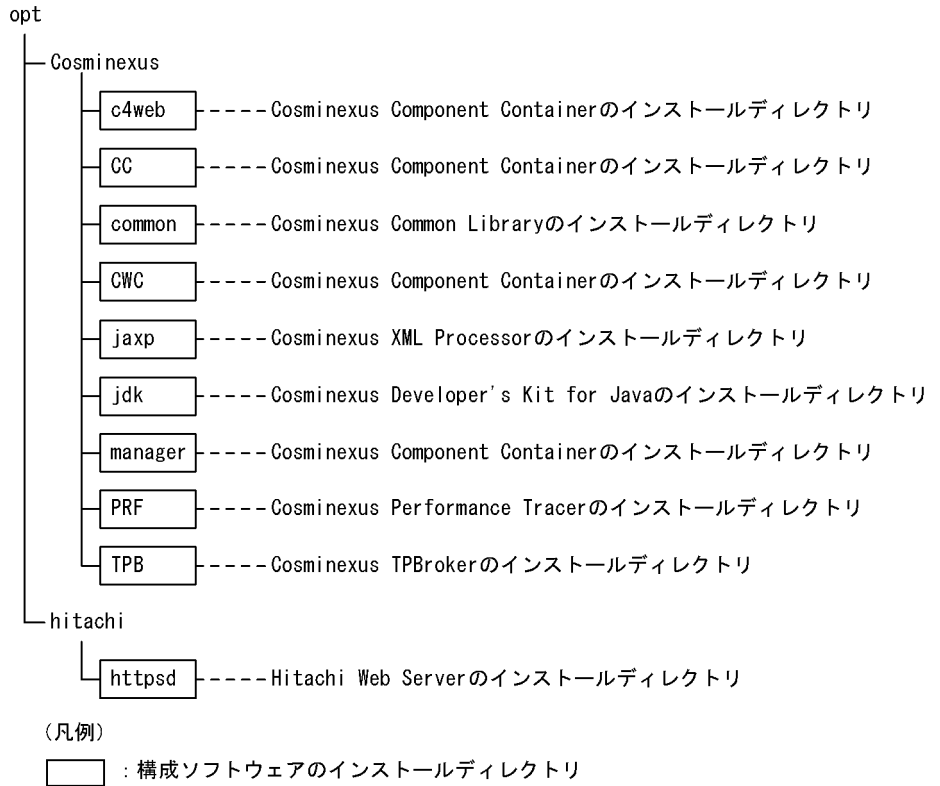 opt
Cosminexus
c4web Cosminexus Component Containerのインストールディレクトリ
CC Cosminexus Component Containerのインストールディレクトリ
common Cosminexus Common Libraryのインストールディレクトリ
CWC Cosminexus Component Containerのインストールディレクトリ
jaxp Cosminexus XML Processorのインストールディレクトリ
jdk Cosminexus Developer's Kit for Javaのインストールディレクトリ
manager Cosminexus Component Containerのインストールディレクトリ
PRF Cosminexus Performance Tracerのインストールディレクトリ
TPB Cosminexus TPBrokerのインストールディレクトリ
hitachi
httpsd Hitachi Web Serverのインストールディレクトリ
(凡例)
：構成ソフトウェアのインストールディレクトリ